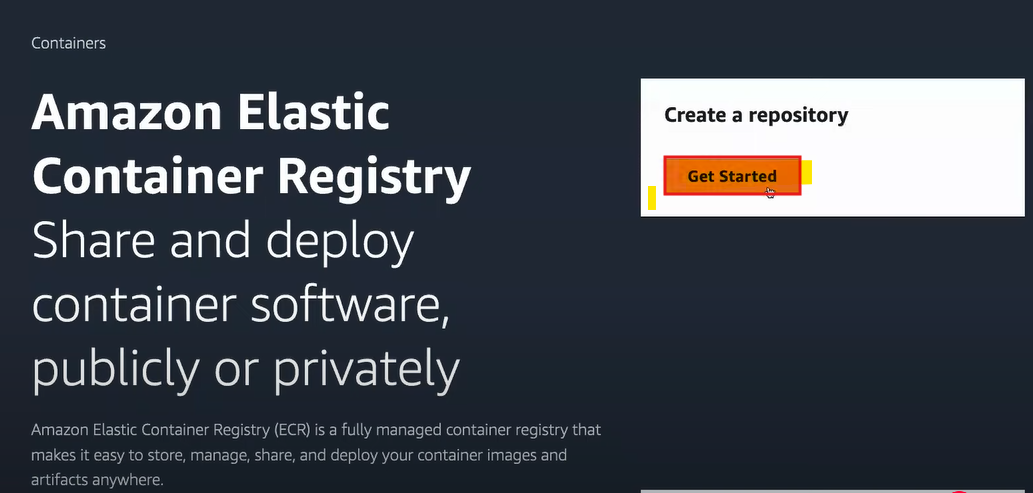 Containers
Amazon Elastic
Container Registry
Share and deploy
container software,
publicly or privately
Amazon Elastic Container Registry (ECR) is a fully managed container registry that
makes it easy to store, manage, share, and deploy your container images and
artifacts anywhere.
Create a repository
Get Started